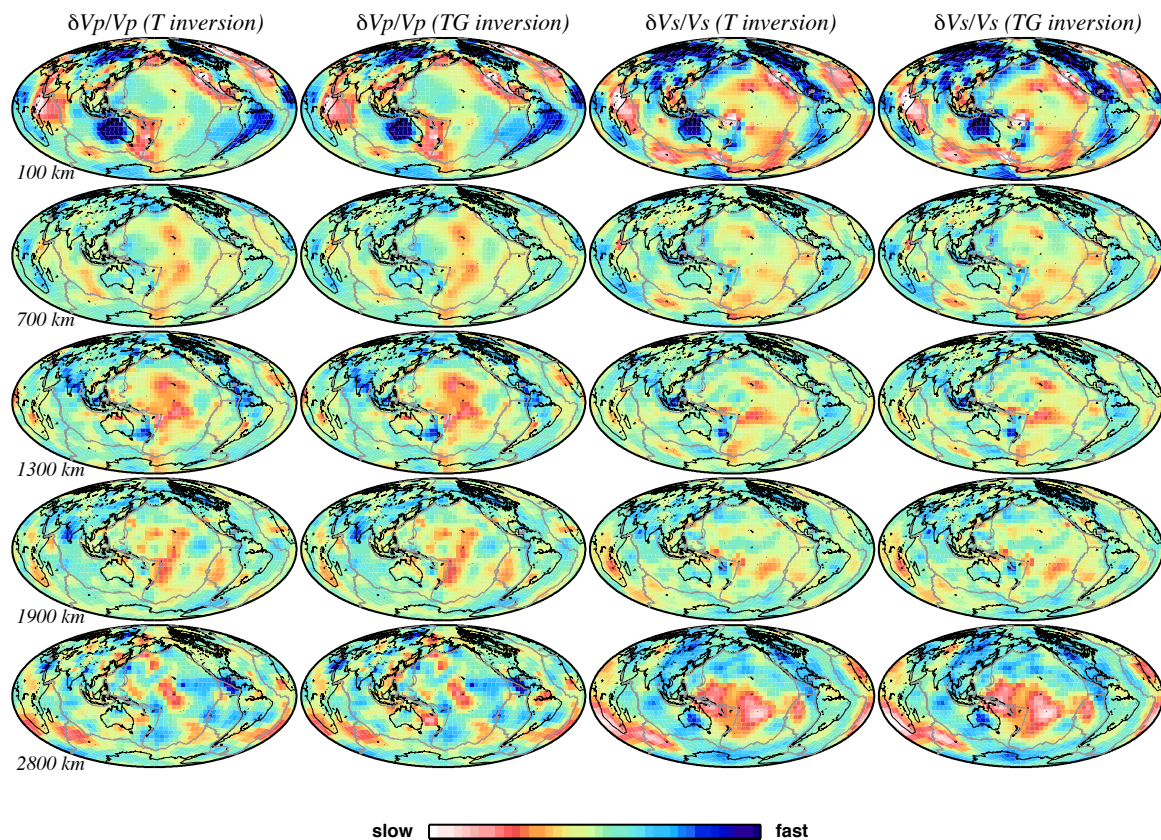 δVp/Vp (T inversion) δVp/Vp (TG inversion) δVs/Vs (T inversion) δVs/Vs (TG inversion)
100 km
700 km
1300 km
1900 km
2800 km
slow fast